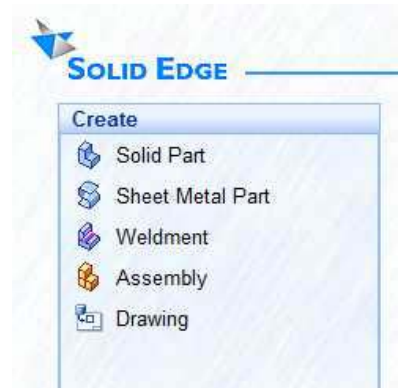 SOLID EDGE
Create
Solid Part
Sheet Metal Part
Weldment
Assembly
Drawing